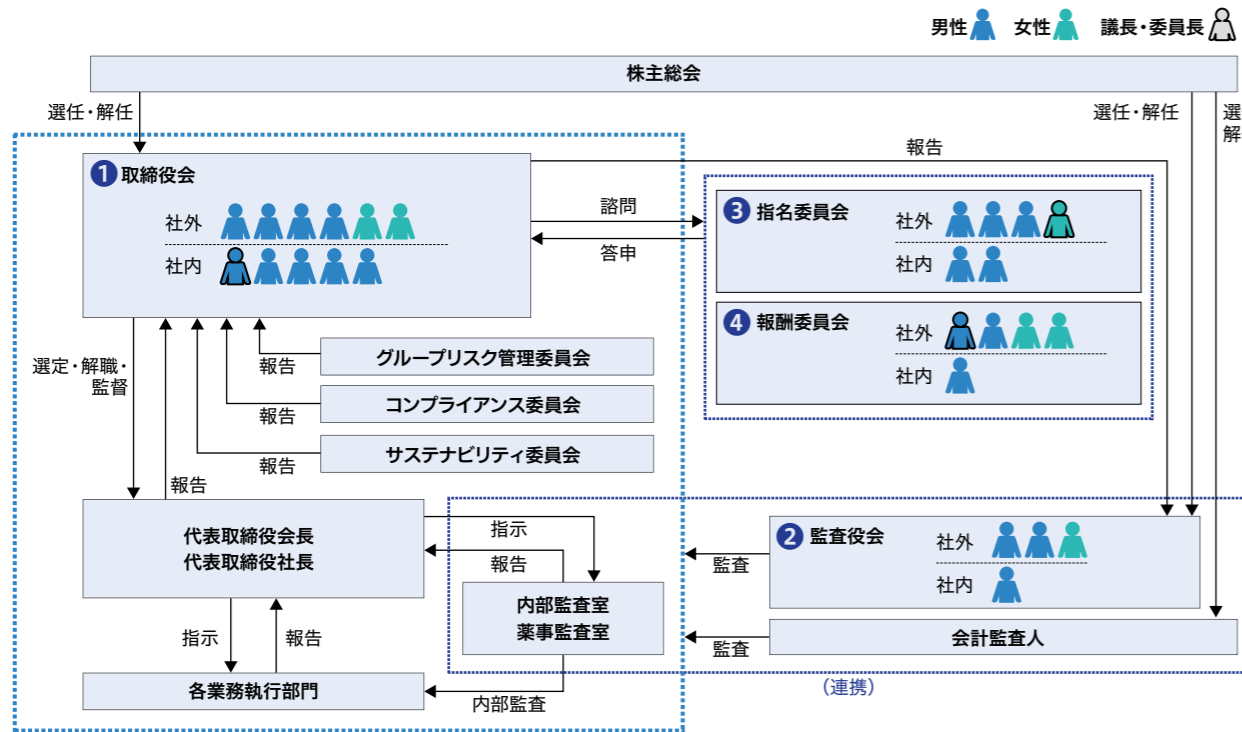 男性 女性 議長・委員長
株主総会
選任・解任
選任・解任
選
解
❶取締役会
社外
社内
報告
諮問
答申
❸指名委員会
社外
社内
❹報酬委員会
社外
社内
選定・解職・
監督
グループリスク管理委員会
報告
コンプライアンス委員会
報告
サステナビリティ委員会
報告
報告
代表取締役会長
代表取締役社長
指示
報告
内部監査室
薬事監査室
❷監査役会
社外
社内
監査
会計監査人
監査
(連携)
指示
報告
各業務執行部門
内部監査